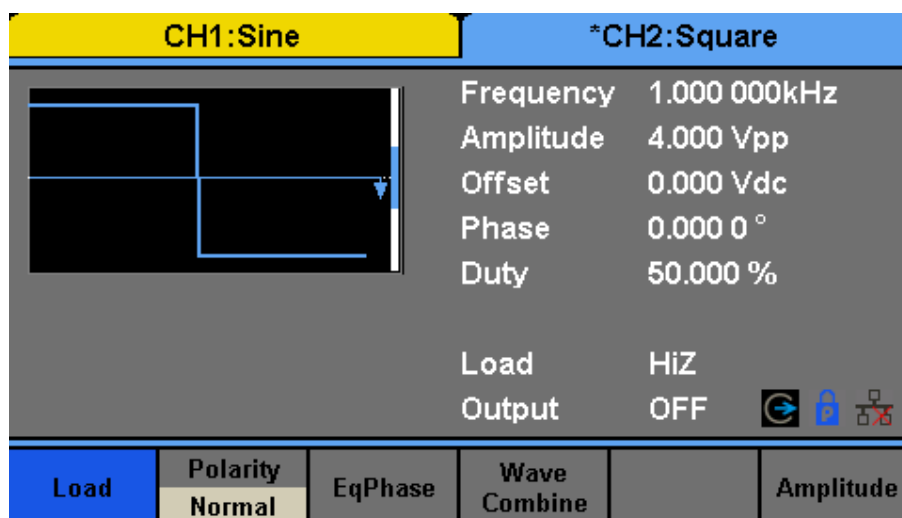 CH1:Sine
*CH2:Square
Frequency 1.000 000kHz
Amplitude 4.000 Vpp
Offset 0.000 Vdc
Phase 0.000 0 °
Duty 50.000 %
Load HiZ
Output OFF
P
Load
Polarity
Normal
EqPhase
Wave
Combine
Amplitude